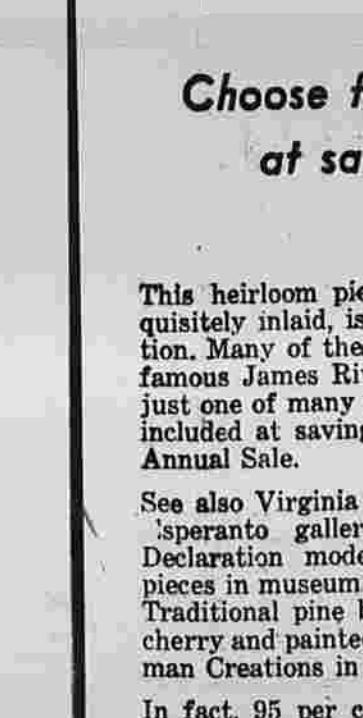 Choose f
at sa
This heirloom pie
quisitely inlaid, is
tion. Many of the
famous James Ri
just one of many
included at saving
Annual Sale.
See also Virginia
'speranto galler
Declaration mode
pieces in museum
Traditional pine b
cherry and painte
man Creations in
In fact, 95 per c